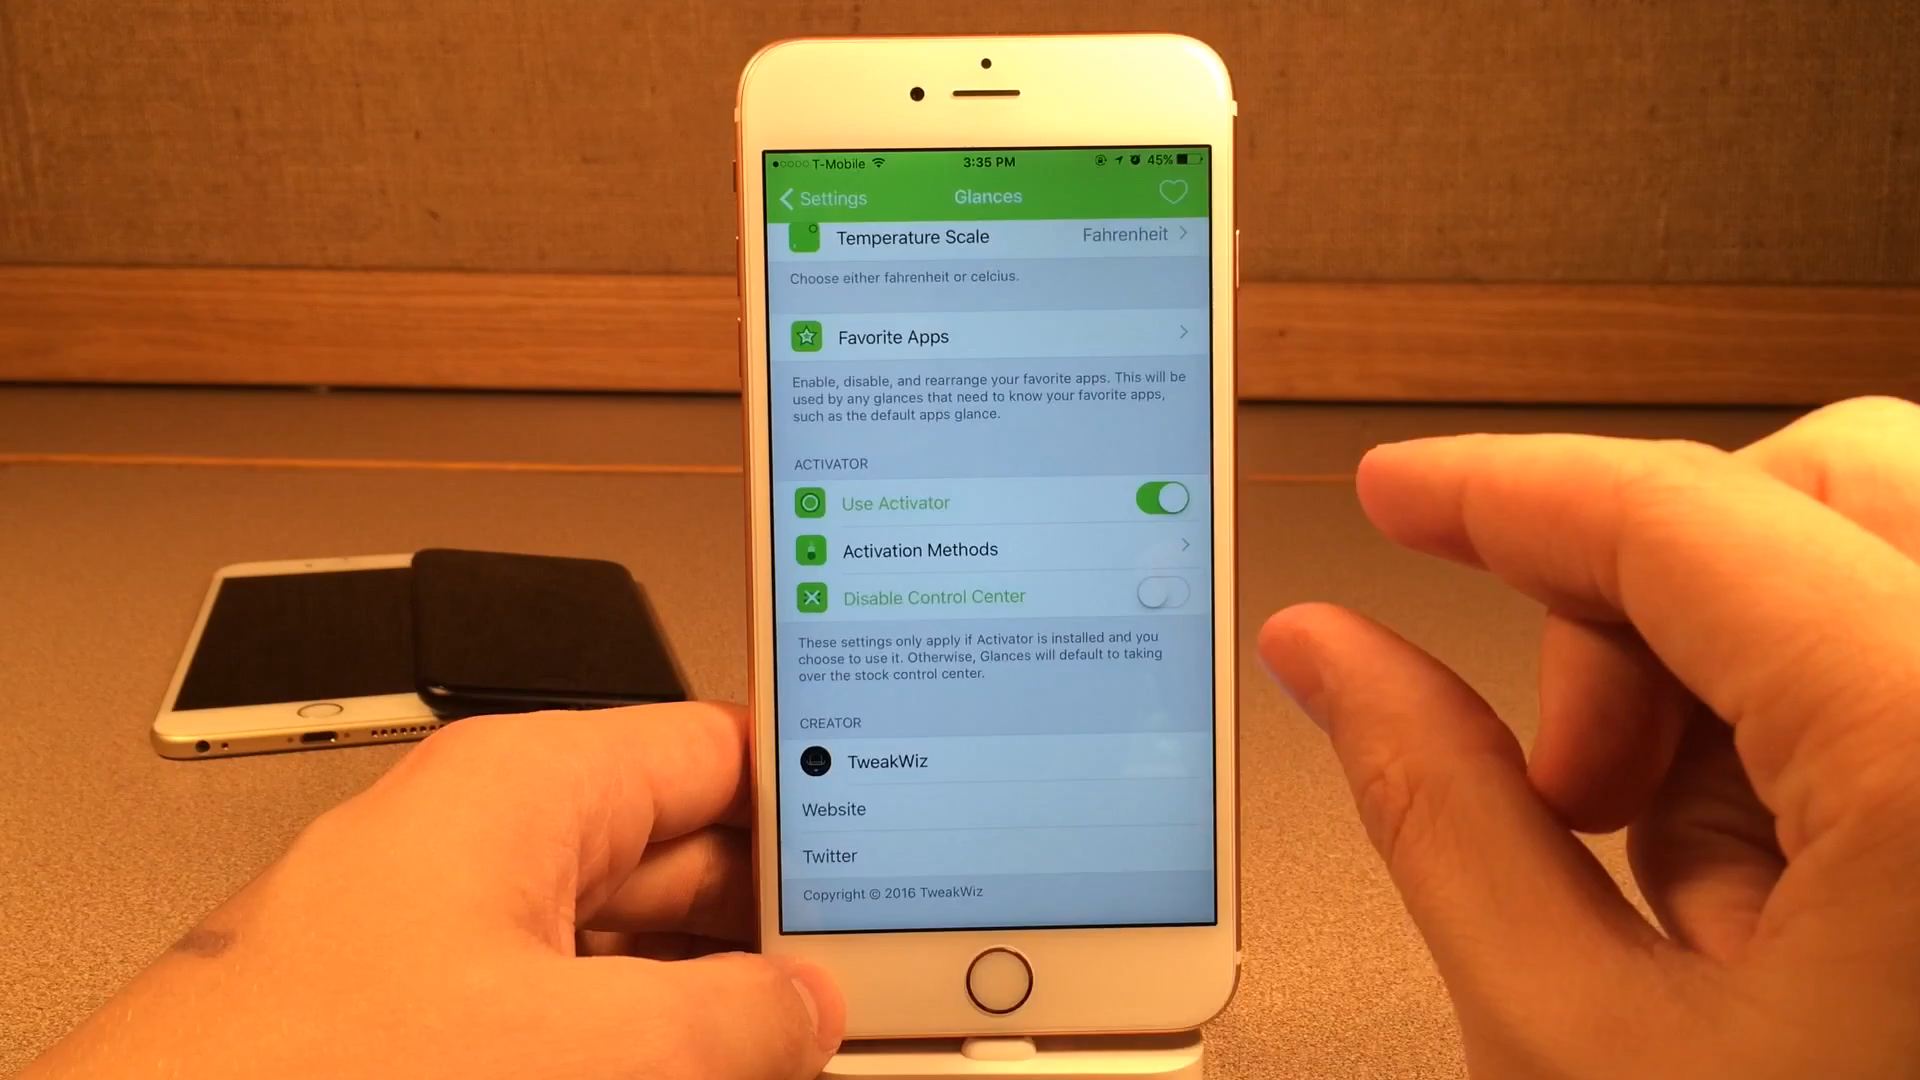 T-Mobile 3:35 PM 45%
Settings Glances
Temperature Scale Fahrenheit
Choose either fahrenheit or celcius.
Favorite Apps
Enable, disable, and rearrange your favorite apps. This will be
used by any glances that need to know your favorite apps,
such as the default apps glance.
ACTIVATOR
Use Activator
Activation Methods
Disable Control Center
These settings only apply if Activator is installed and you
choose to use it. Otherwise, Glances will default to taking
over the stock control center.
CREATOR
TweakWiz
Website
Twitter
Copyright © 2016 TweakWiz